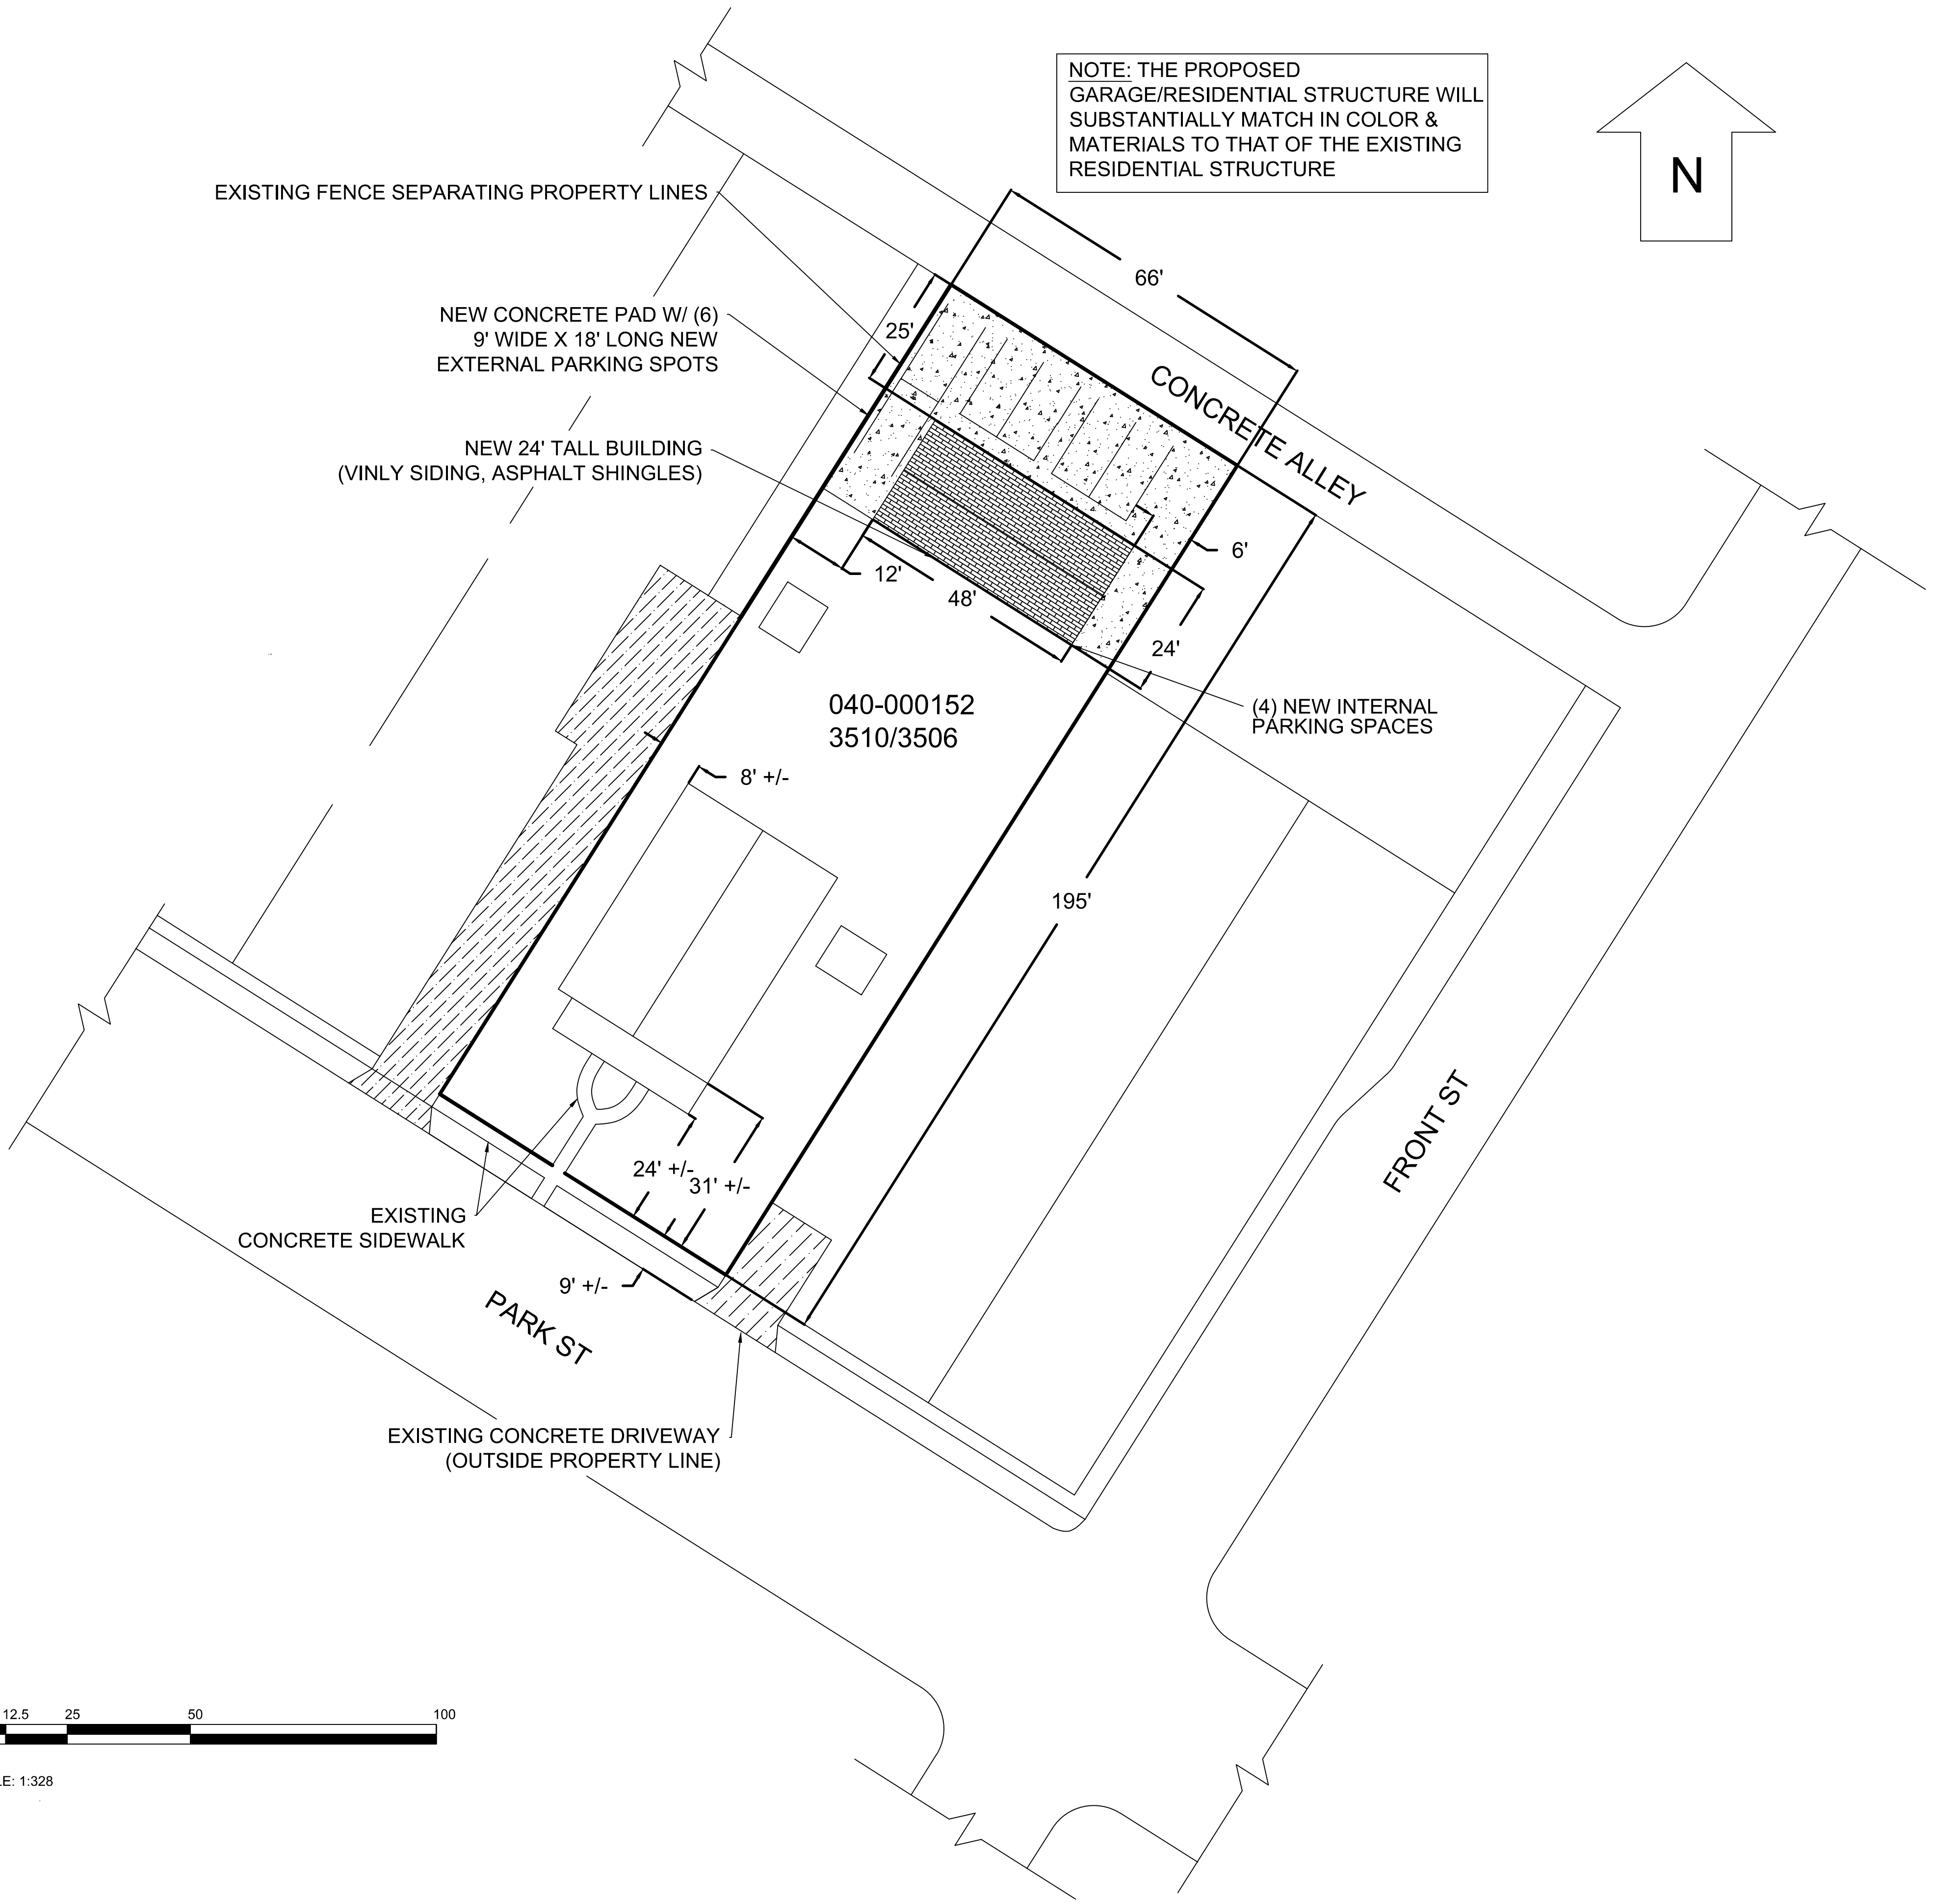 NOTE: THE PROPOSED
GARAGE/RESIDENTIAL STRUCTURE WILL
SUBSTANTIALLY MATCH IN COLOR &
MATERIALS TO THAT OF THE EXISTING
RESIDENTIAL STRUCTURE
N
EXISTING FENCE SEPARATING PROPERTY LINES
66'
NEW CONCRETE PAD W/ (6)
9' WIDE X 18' LONG NEW
EXTERNAL PARKING SPOTS
25'
CONCRETE ALLEY
NEW 24' TALL BUILDING
(VINLY SIDING, ASPHALT SHINGLES)
6'
12'
48'
24'
040-000152
3510/3506
(4) NEW INTERNAL
PARKING SPACES
8' +/-
195'
FRONT ST
24' +/-
31' +/-
EXISTING
CONCRETE SIDEWALK
9' +/-
PARK ST
EXISTING CONCRETE DRIVEWAY
(OUTSIDE PROPERTY LINE)
12.5 25 50 100
LE: 1:328